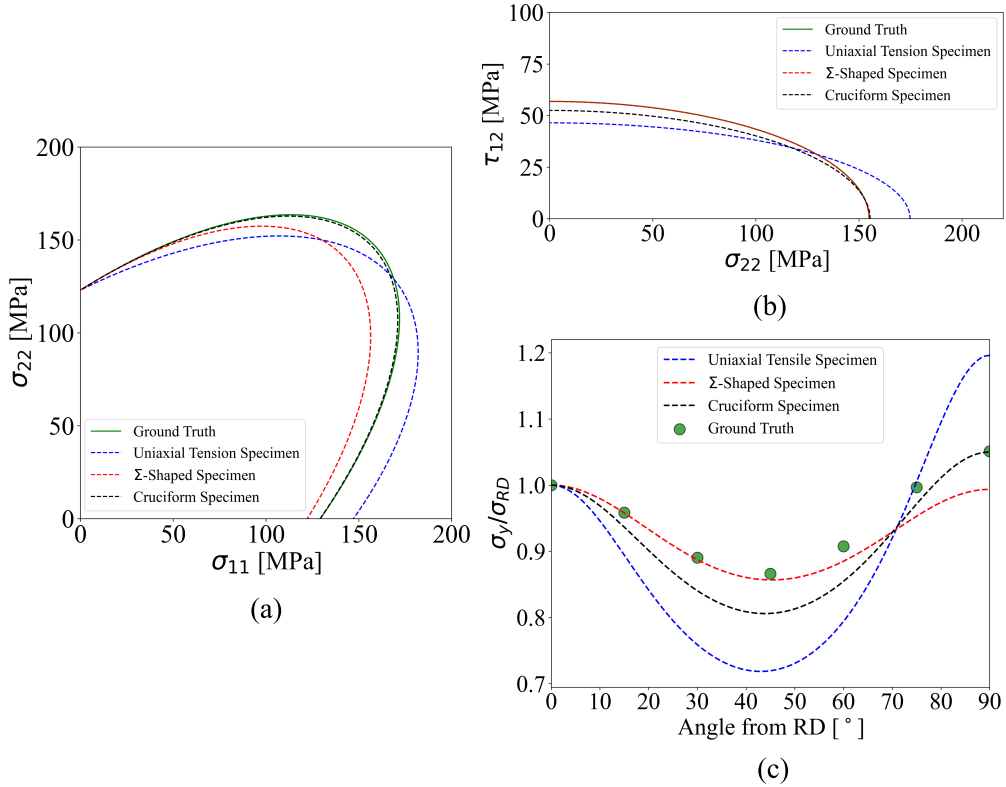 200
150
100
50
0
σ22 [MPa]
0 50 100 150 200
σ11 [MPa]
Ground Truth
Uniaxial Tension Specimen
Σ-Shaped Specimen
Cruciform Specimen
(a)
100
75
50
25
0
τ12 [MPa]
0 50 100 150 200
σ22 [MPa]
Ground Truth
Uniaxial Tension Specimen
Σ-Shaped Specimen
Cruciform Specimen
(b)
1.2
1.1
1.0
0.9
0.8
0.7
σy/σRD
0 10 20 30 40 50 60 70 80 90
Angle from RD [°]
Uniaxial Tensile Specimen
Σ-Shaped Specimen
Cruciform Specimen
Ground Truth
(c)